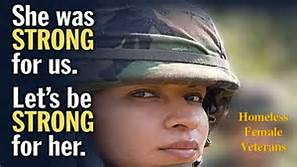 She was
STRONG
for us.
Let's be
STRONG
for her.
Homeless
Female
Veterans